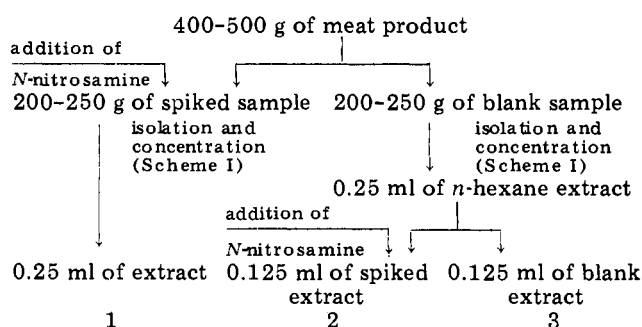 400-500 g of meat product
addition of
N-nitrosamine
200-250 g of spiked sample 200-250 g of blank sample
isolation and concentration (Scheme I)
isolation and concentration (Scheme I)
0.25 ml of n-hexane extract
addition of
N-nitrosamine
0.25 ml of extract 0.125 ml of spiked extract 0.125 ml of blank extract
1 2 3